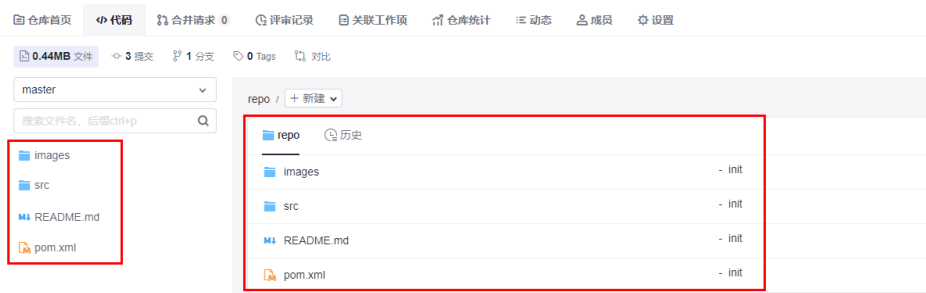 仓库首页 代码 合并请求 0 评审记录 关联工作项 仓库统计 动态 成员 设置
0.44MB 文件 3 提交 1 分支 0 Tags 对比
master
搜索文件名、后缀ctrl+p
images
src
README.md
pom.xml
repo / + 新建
repo 历史
images - init
src - init
README.md - init
pom.xml - init